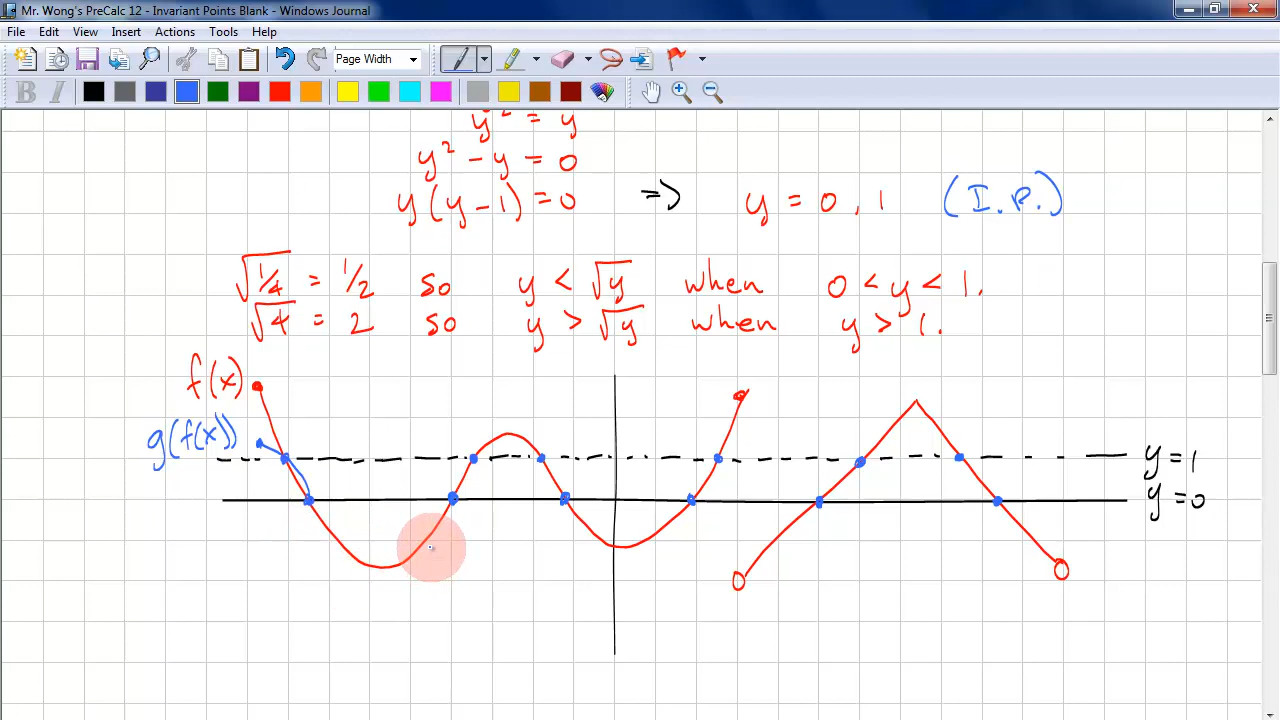 Mr. Wong's PreCalc 12 - Invariant Points Blank - Windows Journal
File Edit View Insert Actions Tools Help
Page Width
B I
y² = y
y² - y = 0
y(y-1) = 0 => y = 0, 1 (I.P.)
√1/4 = 1/2 so y < √y when 0 < y < 1.
√4 = 2 so y > √y when y > 1.
f(x)
g(f(x))
y = 1
y = 0